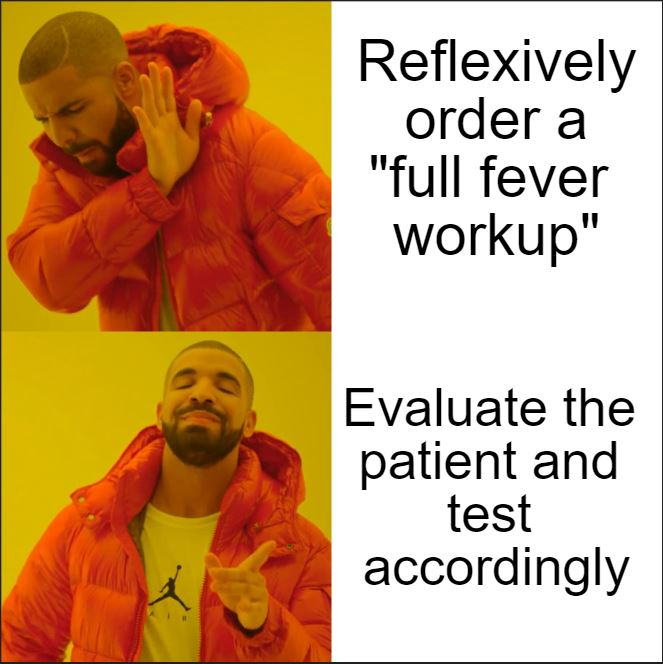 Reflexively
order a
"full fever
workup"
Evaluate the
patient and
test
accordingly
A I R